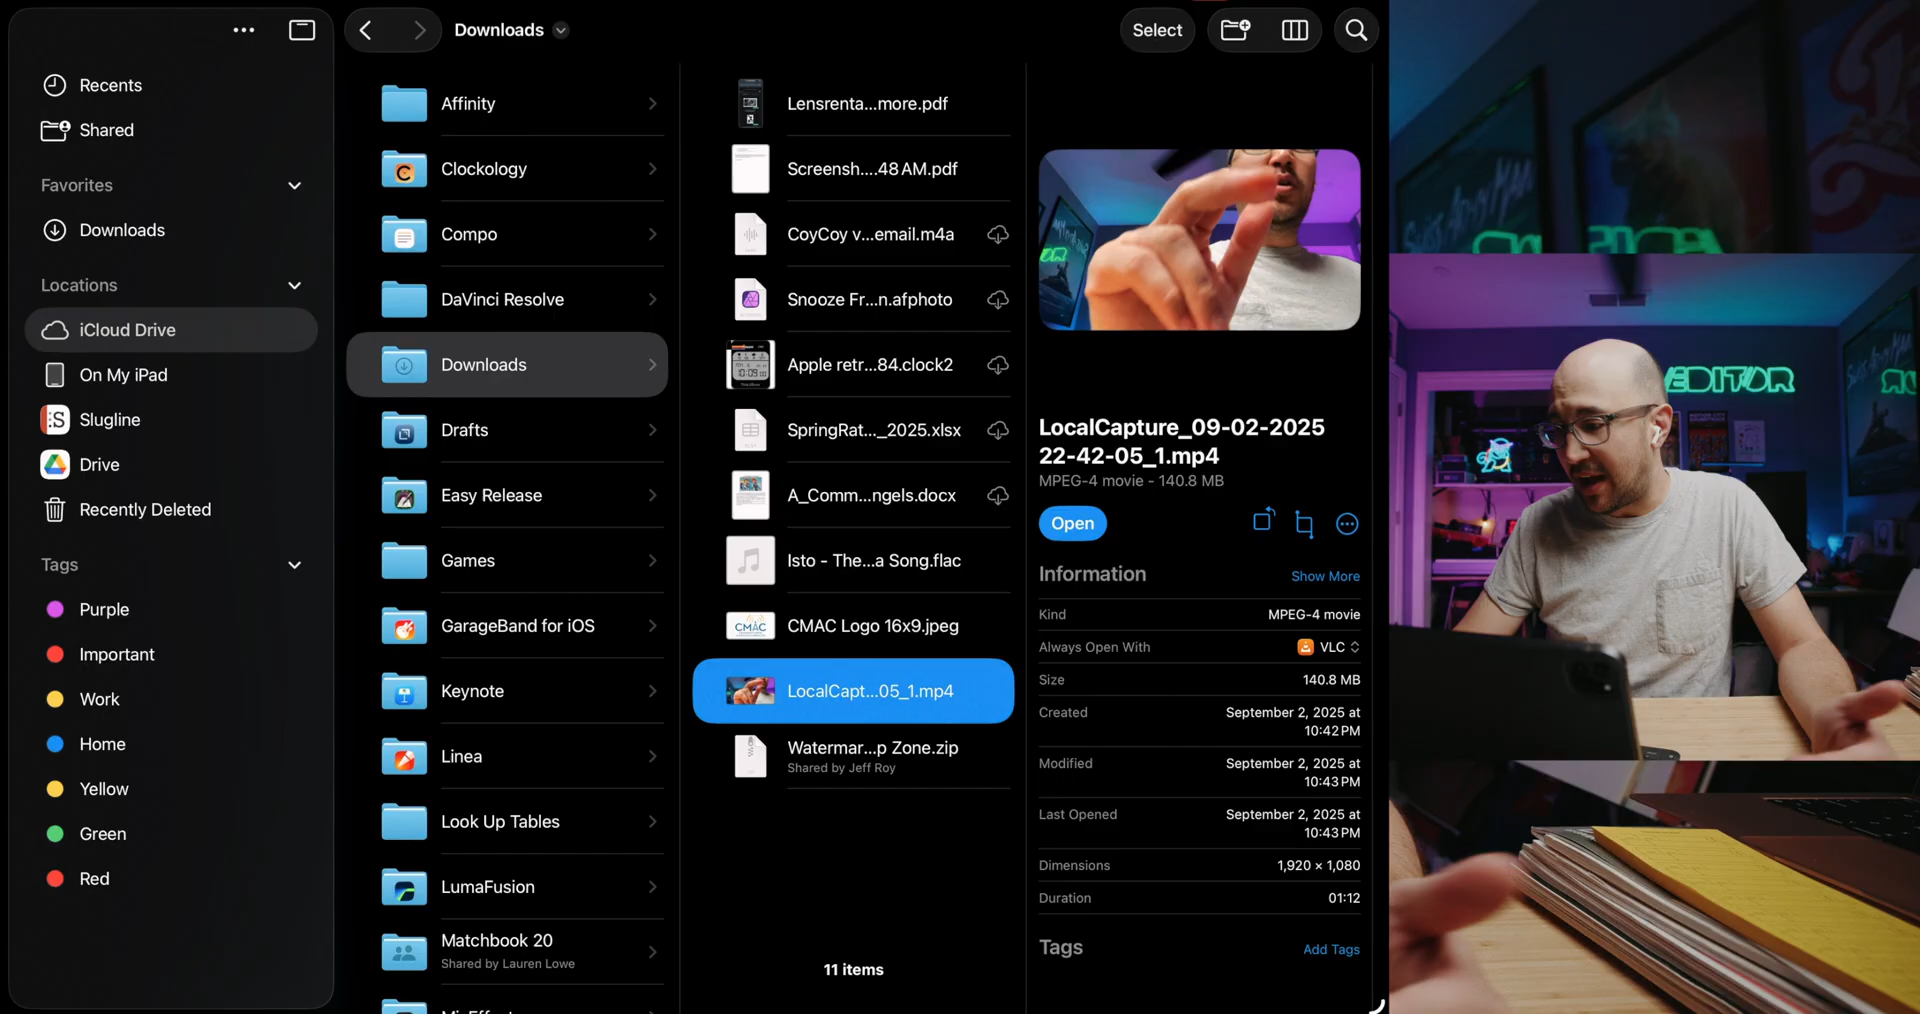 Recents
Shared
Favorites
Downloads
Locations
iCloud Drive
On My iPad
Slugline
Drive
Recently Deleted
Tags
Purple
Important
Work
Home
Yellow
Green
Red
Downloads
Select
Affinity
Clockology
Compo
DaVinci Resolve
Downloads
Drafts
Easy Release
Games
GarageBand for iOS
Keynote
Linea
Look Up Tables
LumaFusion
Matchbook 20
Shared by Lauren Lowe
Lensrenta...more.pdf
Screensh....48 AM.pdf
CoyCoy v...email.m4a
Snooze Fr...n.afphoto
Apple retr...84.clock2
SpringRat..._2025.xlsx
A_Comm...ngels.docx
Isto - The...a Song.flac
CMAC
CMAC Logo 16x9.jpeg
LocalCapt...05_1.mp4
Watermar...p Zone.zip
Shared by Jeff Roy
11 items
LocalCapture_09-02-2025
22-42-05_1.mp4
MPEG-4 movie - 140.8 MB
Open
Information
Show More
Kind
MPEG-4 movie
Always Open With
VLC
Size
140.8 MB
Created
September 2, 2025 at
10:42 PM
Modified
September 2, 2025 at
10:43 PM
Last Opened
September 2, 2025 at
10:43 PM
Dimensions
1,920 × 1,080
Duration
01:12
Tags
Add Tags
EDITOR